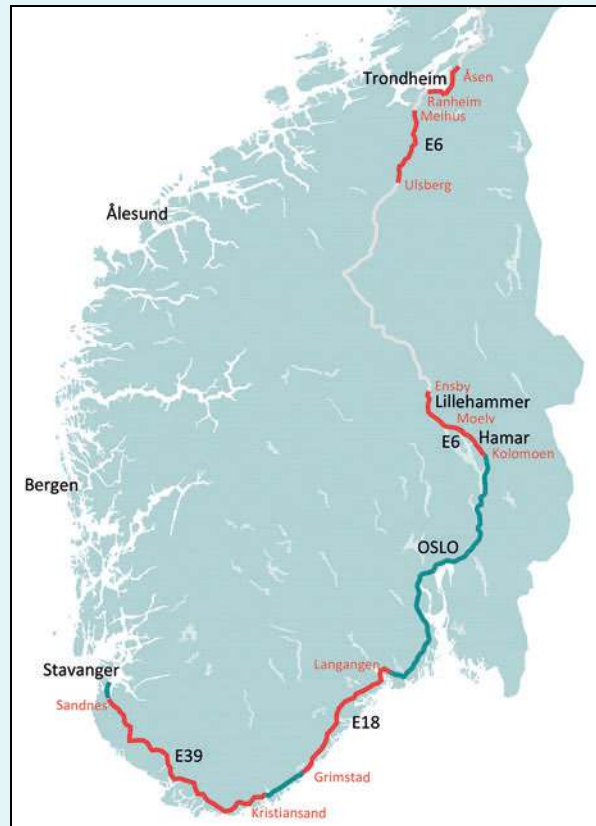 Trondheim
Åsen
Ranheim
Melhus
E6
Ulsberg
Ålesund
Ensby
Lillehammer
Moelv
E6
Hamar
Kolomoen
Bergen
OSLO
Langangen
Stavanger
Sandnes
E18
E39
Grimstad
Kristiansand